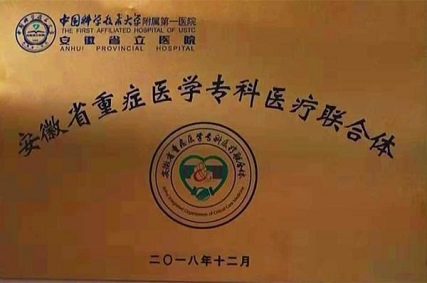 中国科学技术大学附属第一医院
THE FIRST AFFILIATED HOSPITAL OF USTC
安徽省立医院
ANHUI PROVINCIAL HOSPITAL
安徽省重症医学专科医疗联合体
安徽省重症医学专科医疗联合体
二〇一八年十二月